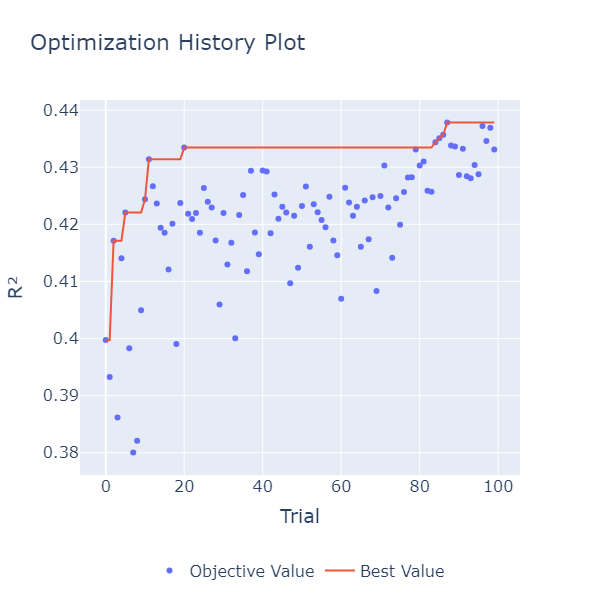 Optimization History Plot
0.44
0.43
0.42
0.41
0.4
0.39
0.38
R²
0 20 40 60 80 100
Trial
Objective Value Best Value